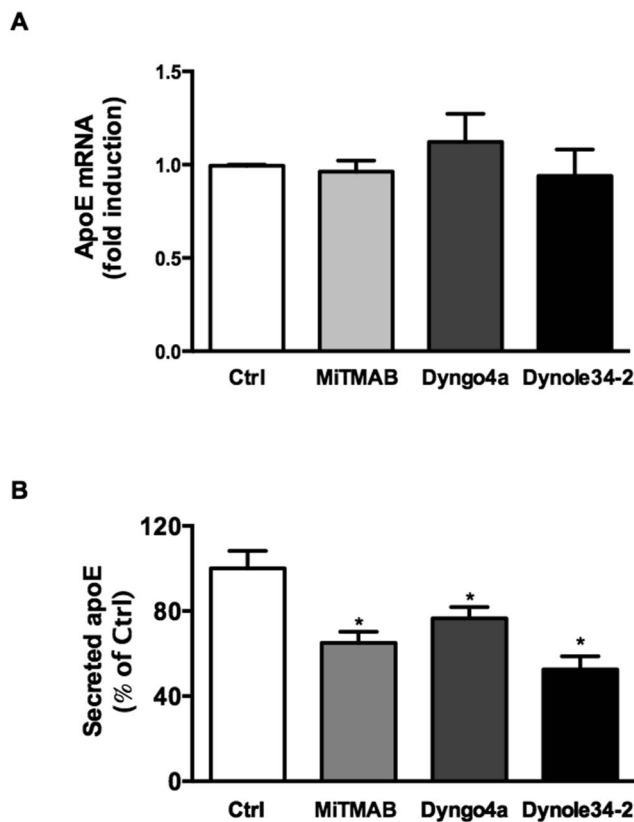 A
ApoE mRNA
(fold induction)
1.5
1.0
0.5
0.0
Ctrl MiTMAB Dyngo4a Dynole34-2
B
Secreted apoE
(% of Ctrl)
120
80
40
0
* * *
Ctrl MiTMAB Dyngo4a Dynole34-2